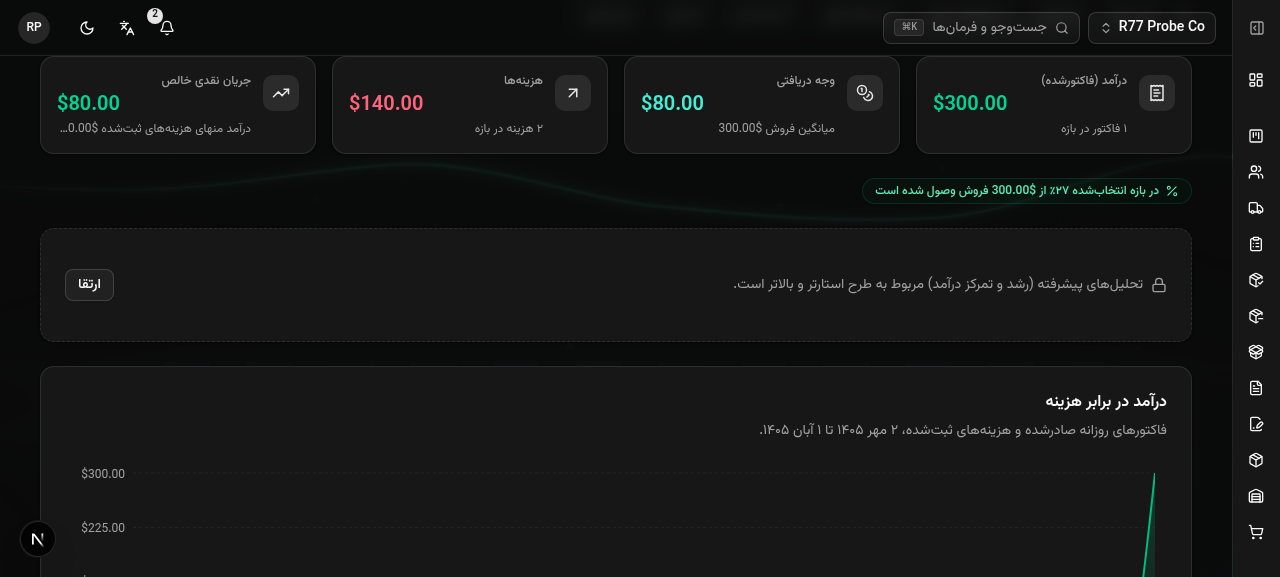 R77 Probe Co
جست‌وجو و فرمان‌ها
⌘K
2
RP
درآمد (فاکتورشده)
$300.00
۱ فاکتور در بازه
وجه دریافتی
$80.00
میانگین فروش $300.00
هزینه‌ها
$140.00
۲ هزینه در بازه
جریان نقدی خالص
$80.00
درآمد منهای هزینه‌های ثبت‌شده $0.00…
در بازه انتخاب‌شده ۲۷٪ از $300.00 فروش وصول شده است
تحلیل‌های پیشرفته (رشد و تمرکز درآمد) مربوط به طرح استارتر و بالاتر است.
ارتقا
درآمد در برابر هزینه
فاکتورهای روزانه صادرشده و هزینه‌های ثبت‌شده، ۲ مهر ۱۴۰۵ تا ۱ آبان ۱۴۰۵.
$300.00
$225.00
N